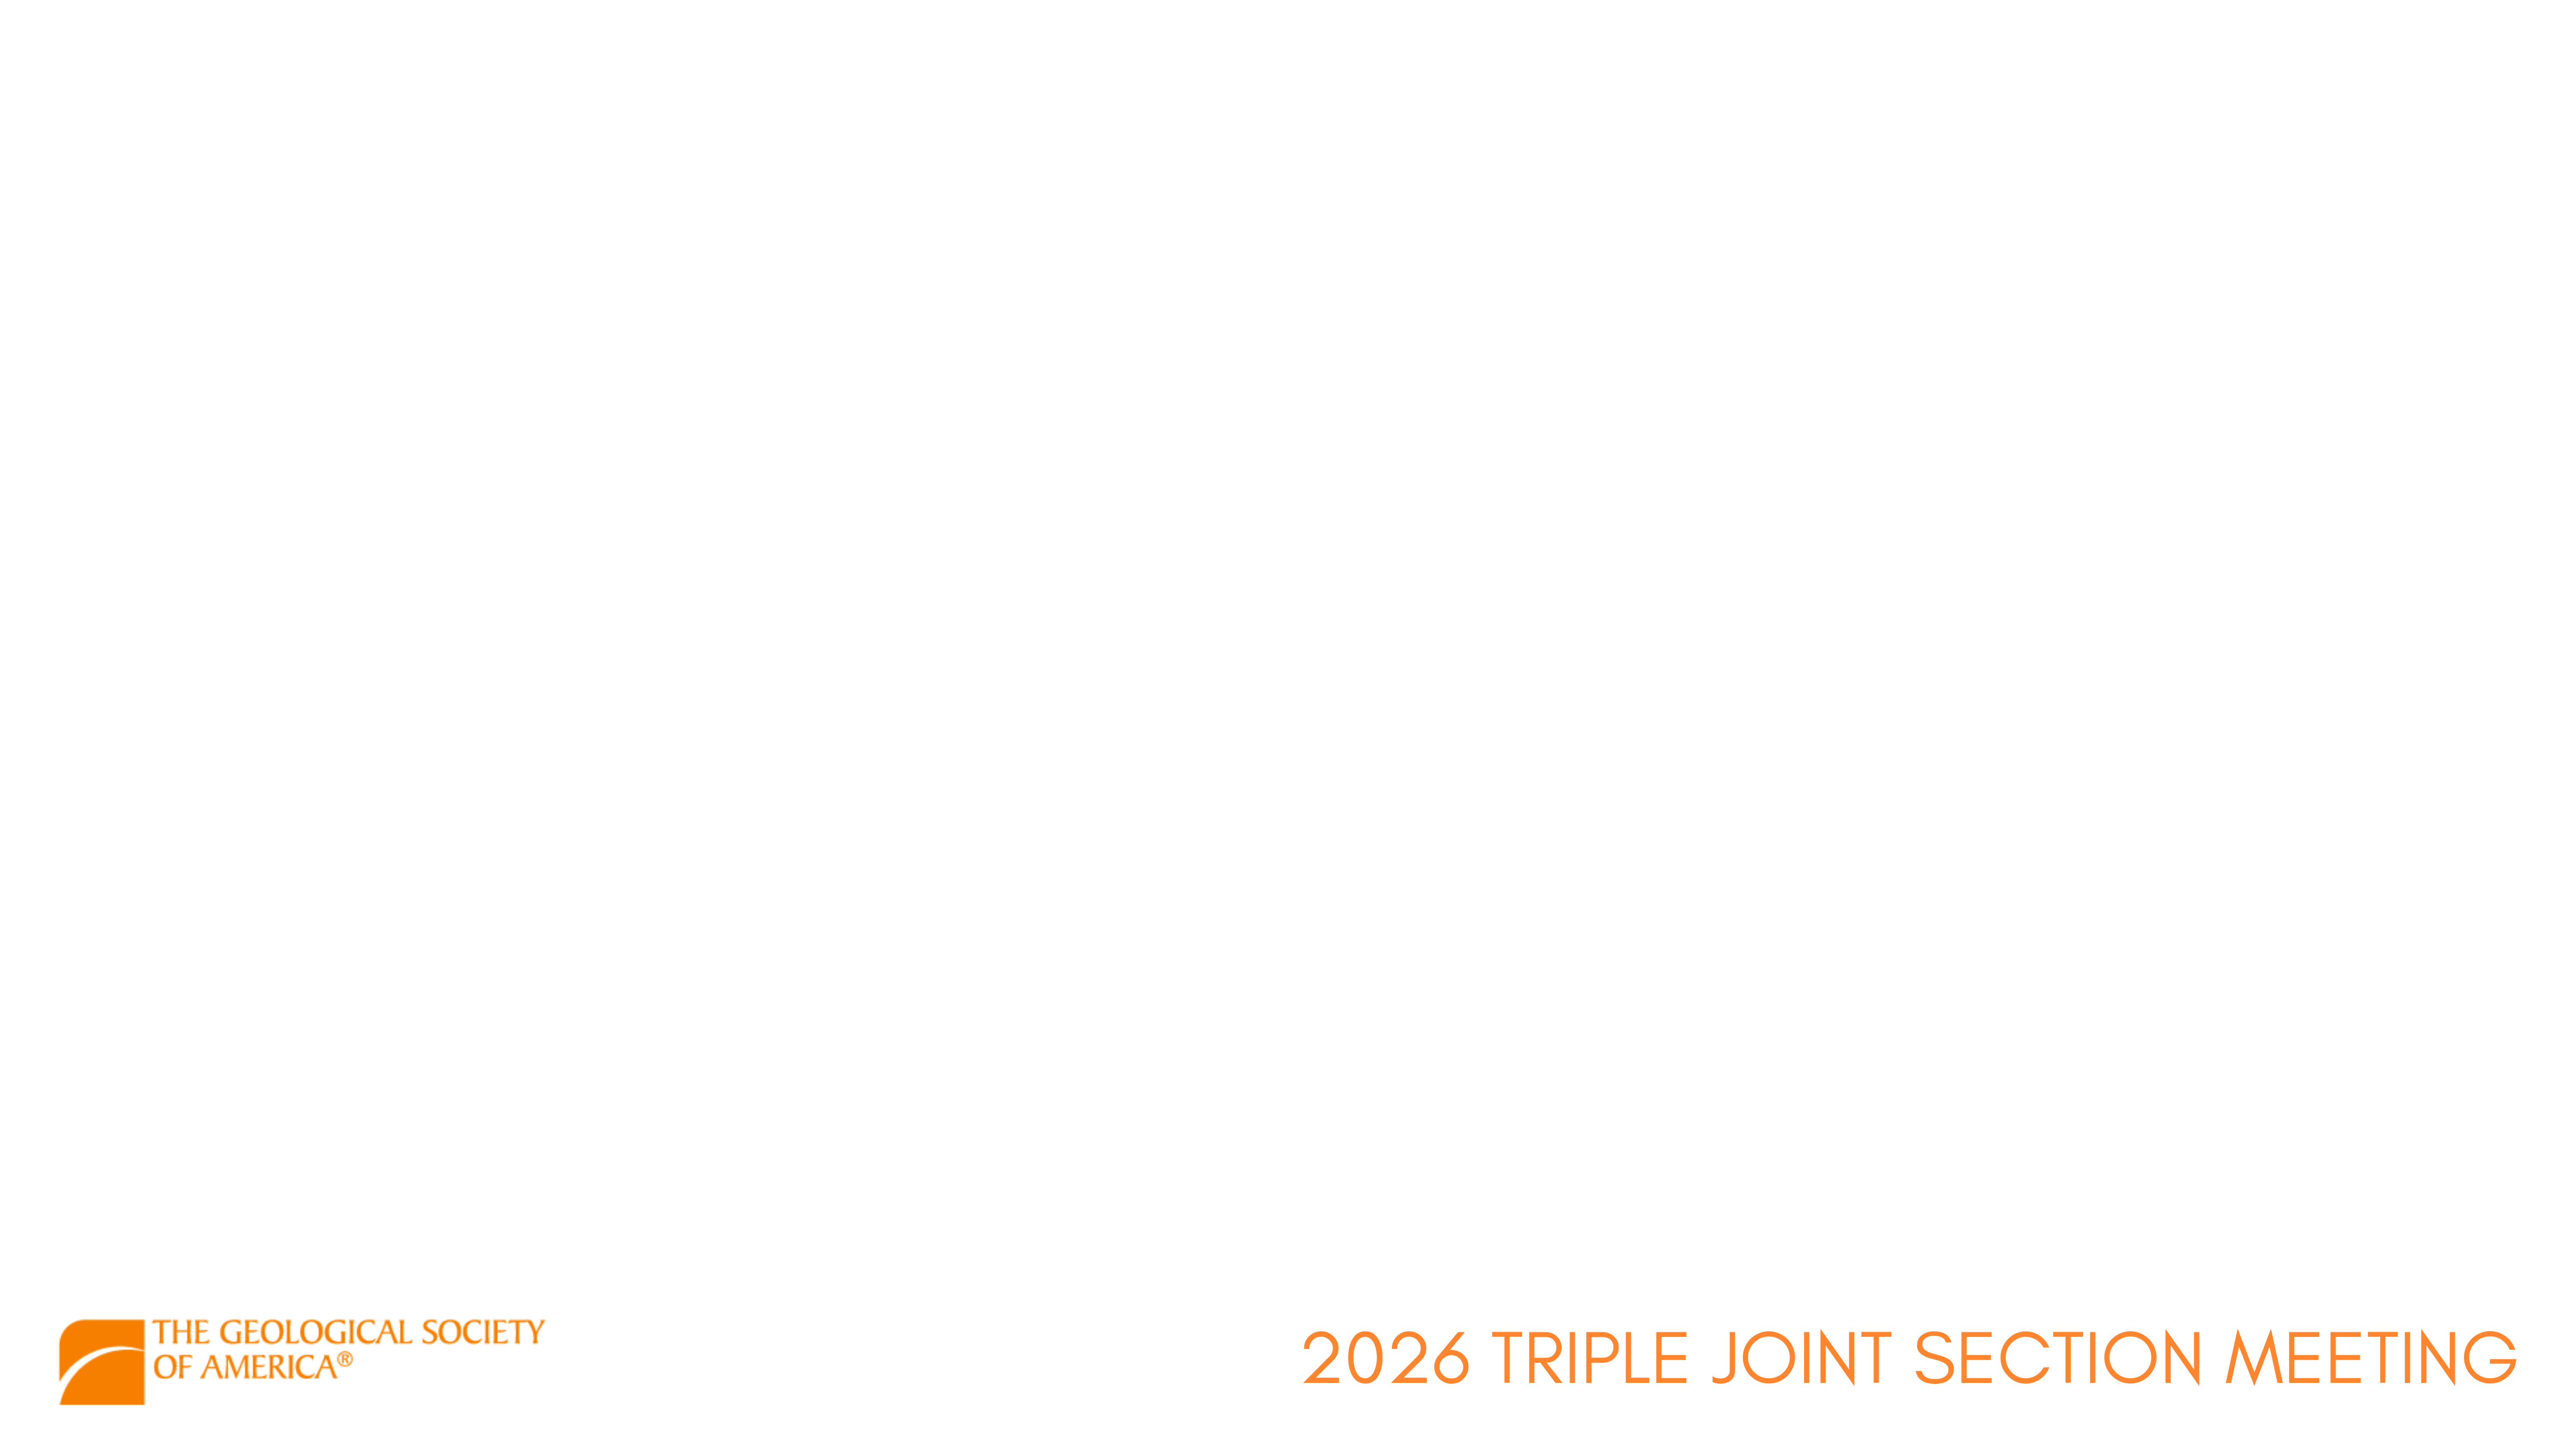 THE GEOLOGICAL SOCIETY
OF AMERICA®
2026 TRIPLE JOINT SECTION MEETING